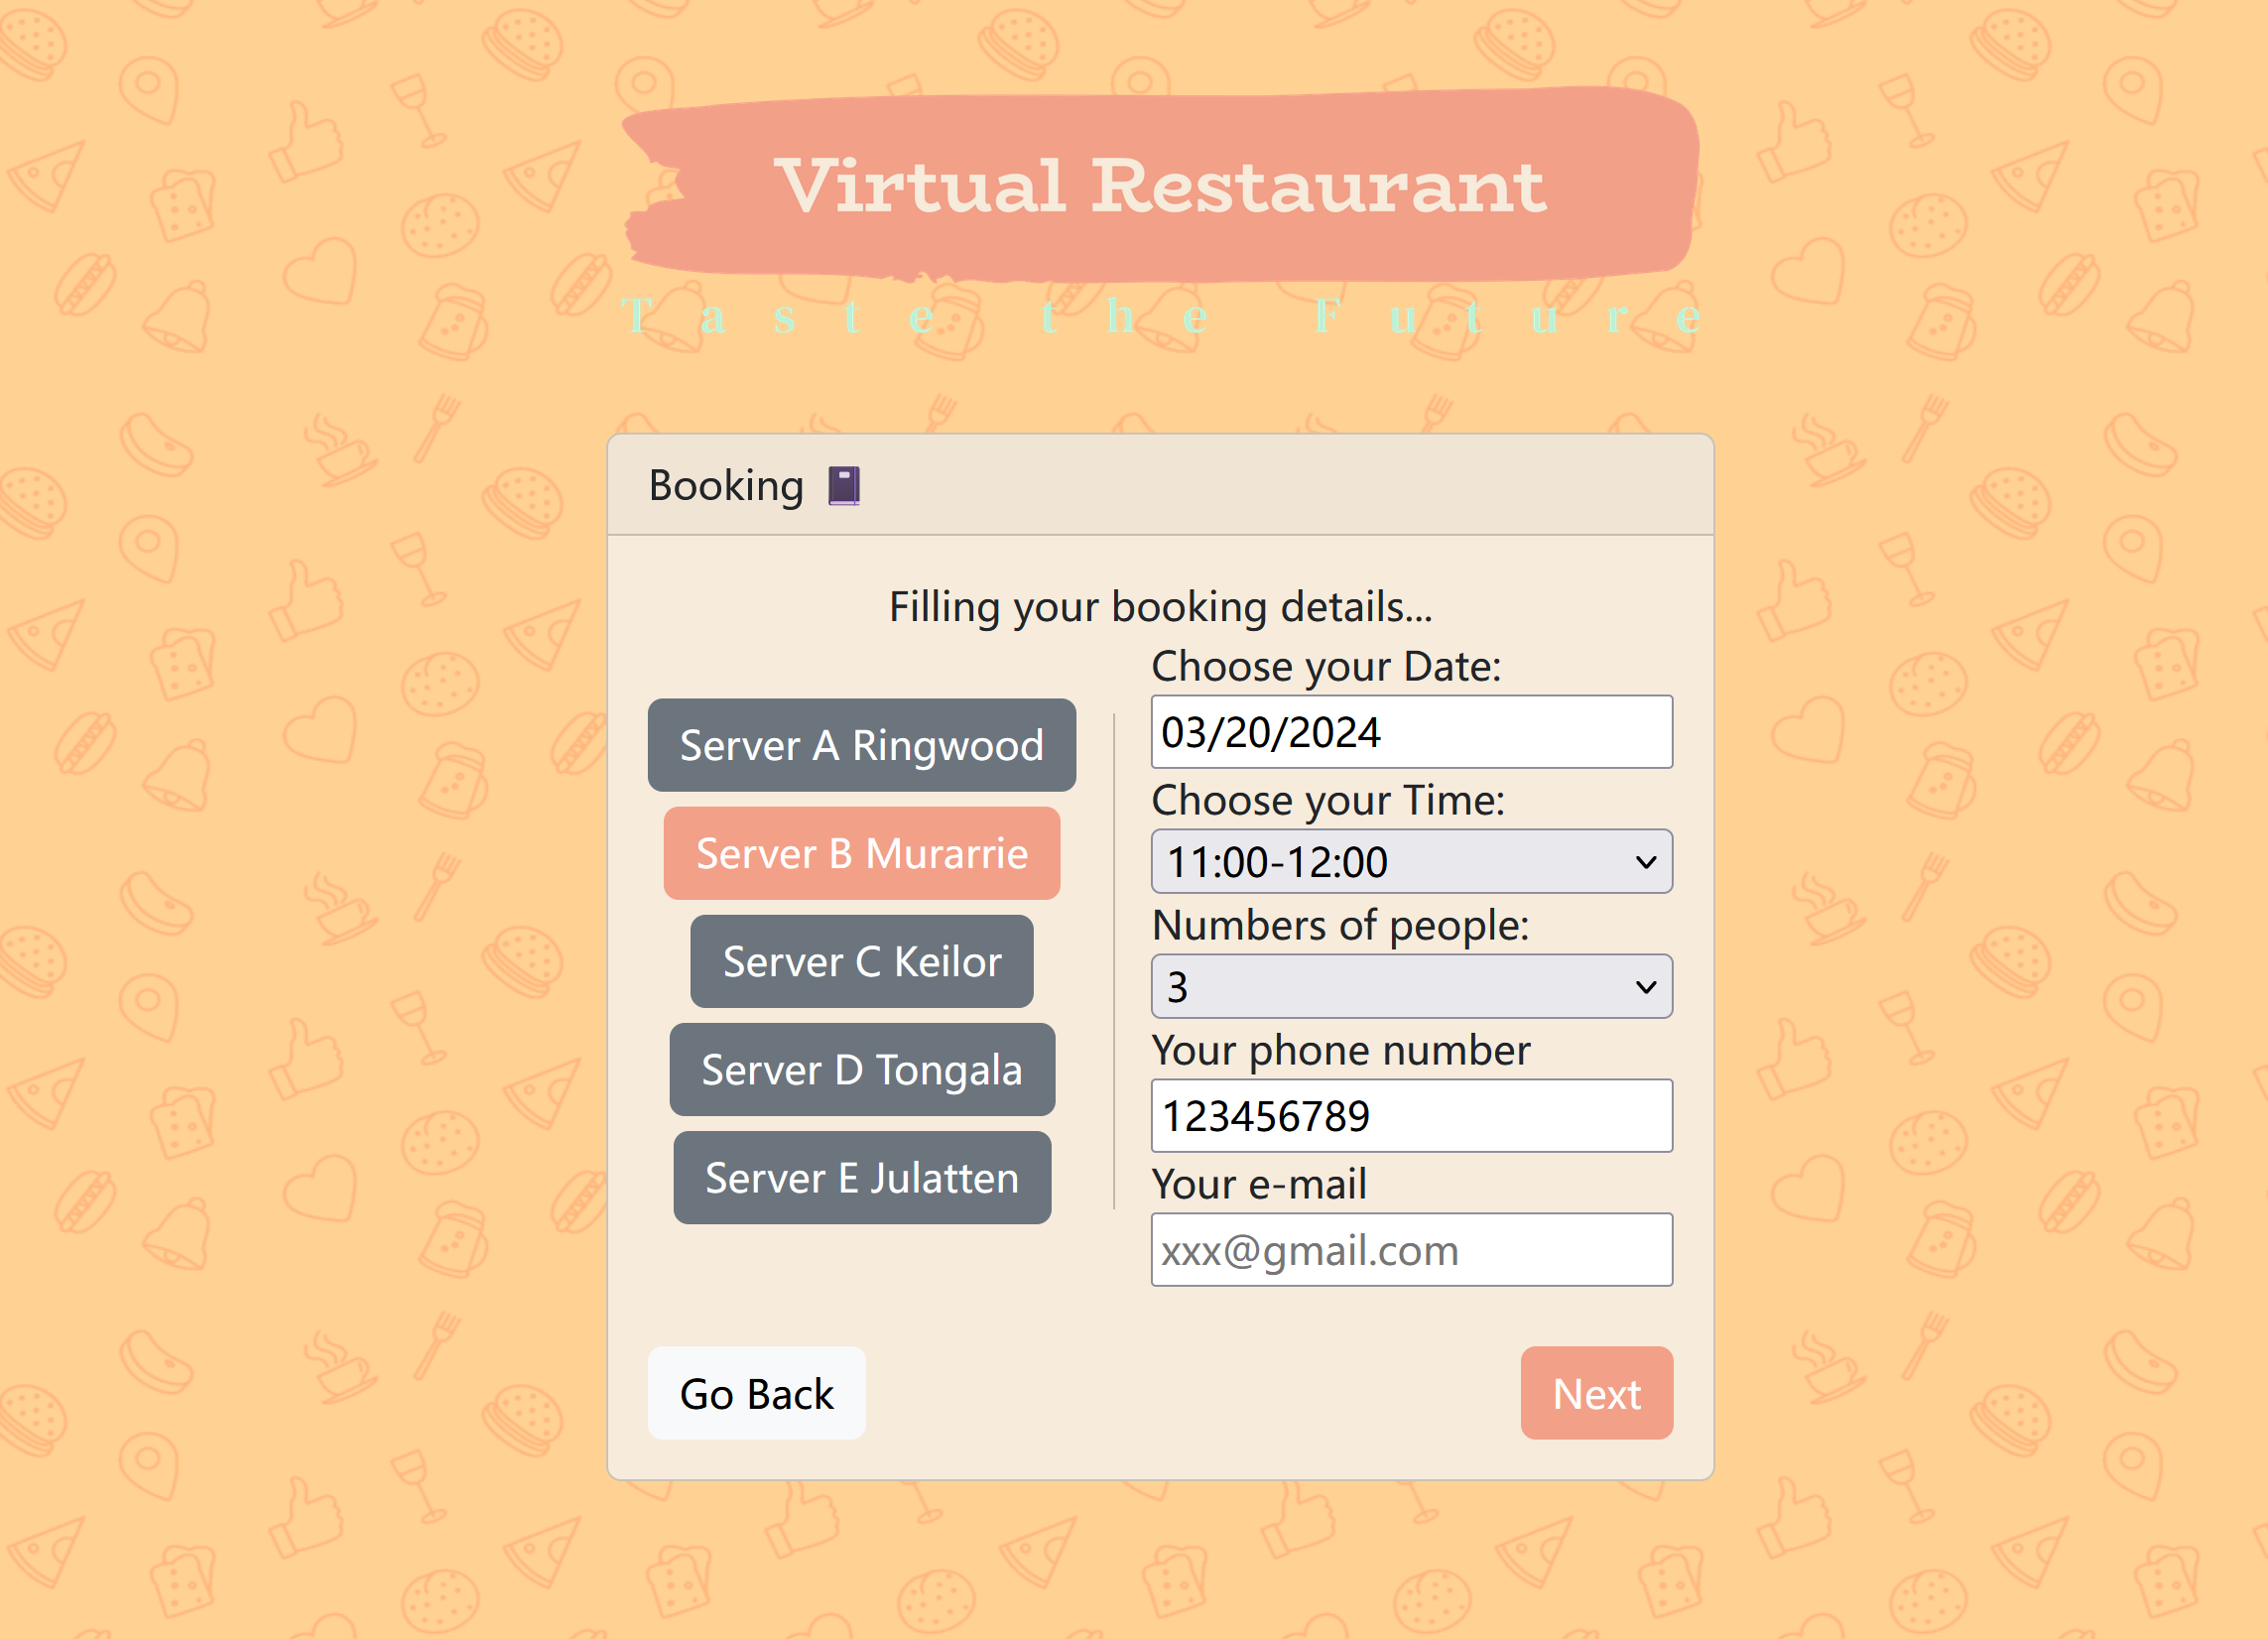 Virtual Restaurant
Taste the Future
Booking
Filling your booking details...
Server A Ringwood
Server B Murarrie
Server C Keilor
Server D Tongala
Server E Julatten
Choose your Date:
03/20/2024
Choose your Time:
11:00-12:00
Numbers of people:
3
Your phone number
123456789
Your e-mail
xxx@gmail.com
Go Back
Next